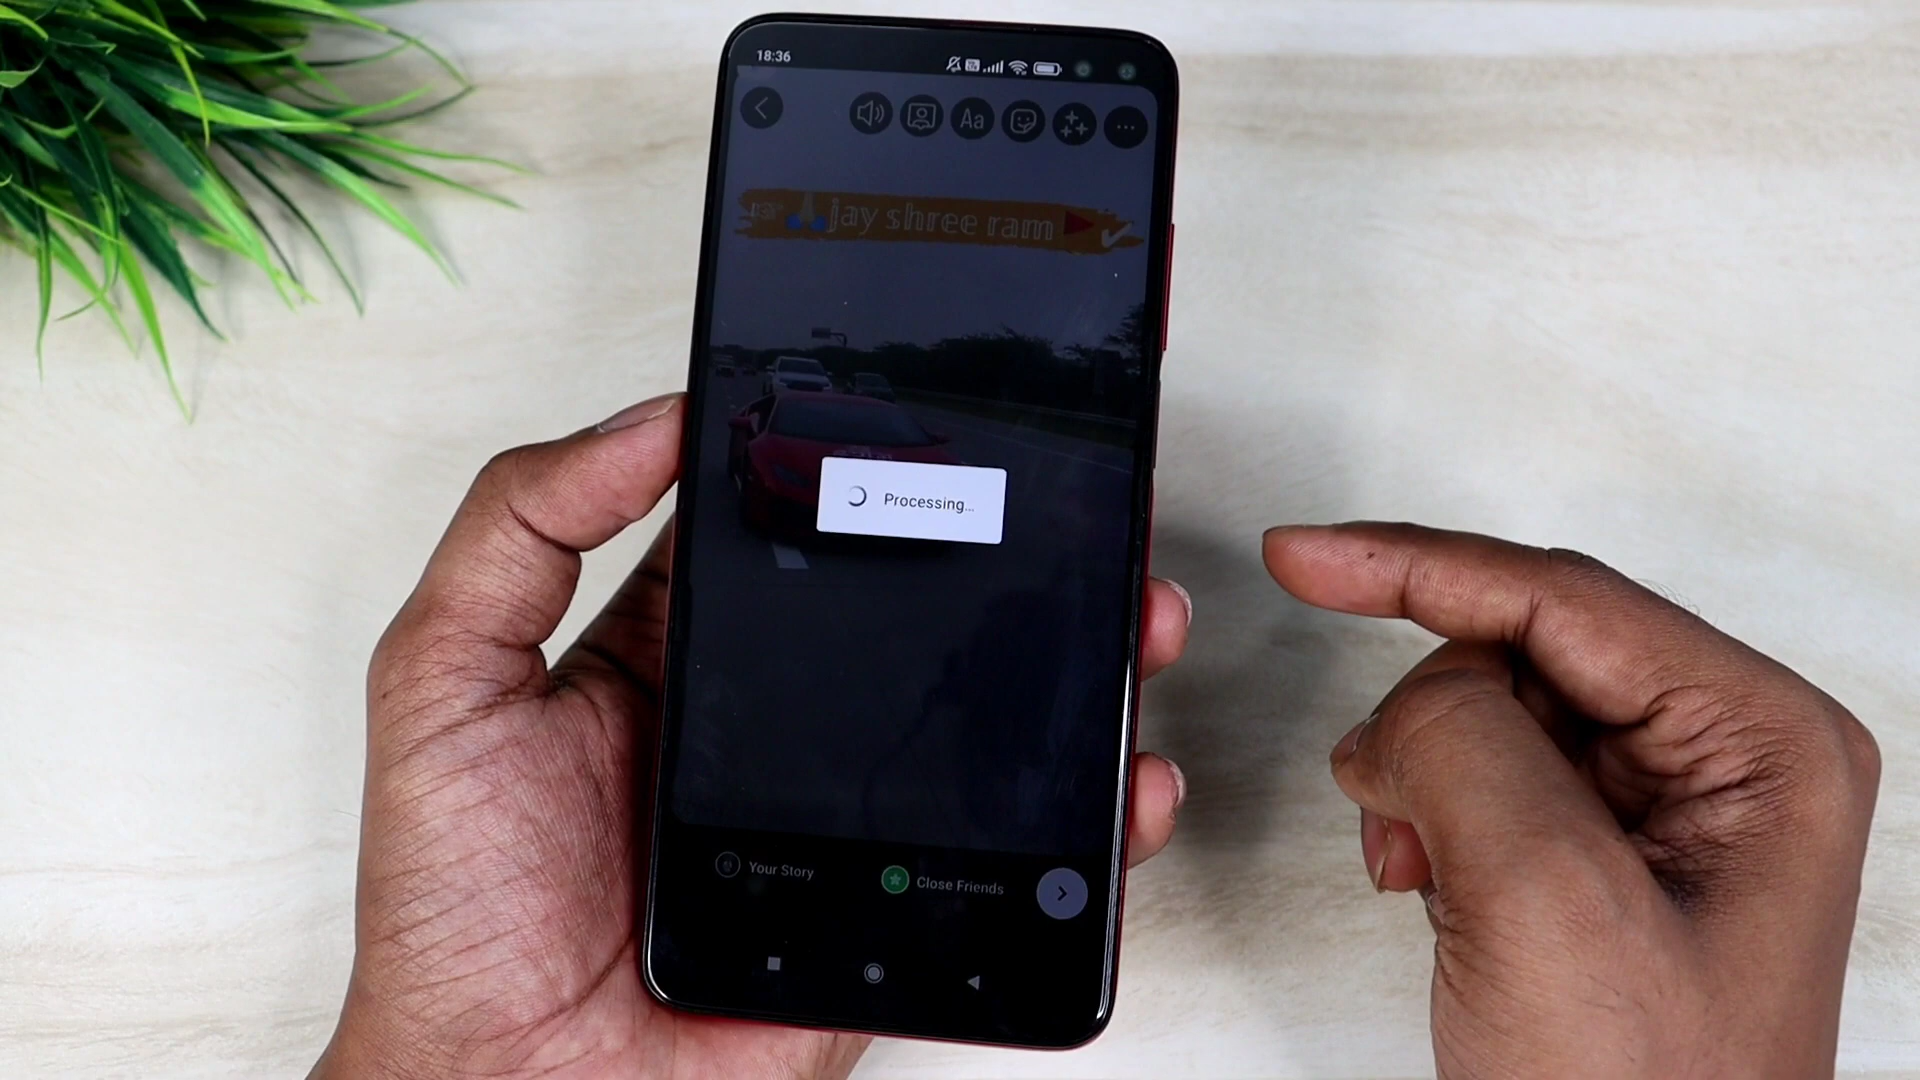 18:36
Aa
jay shree ram
Processing...
Your Story
Close Friends